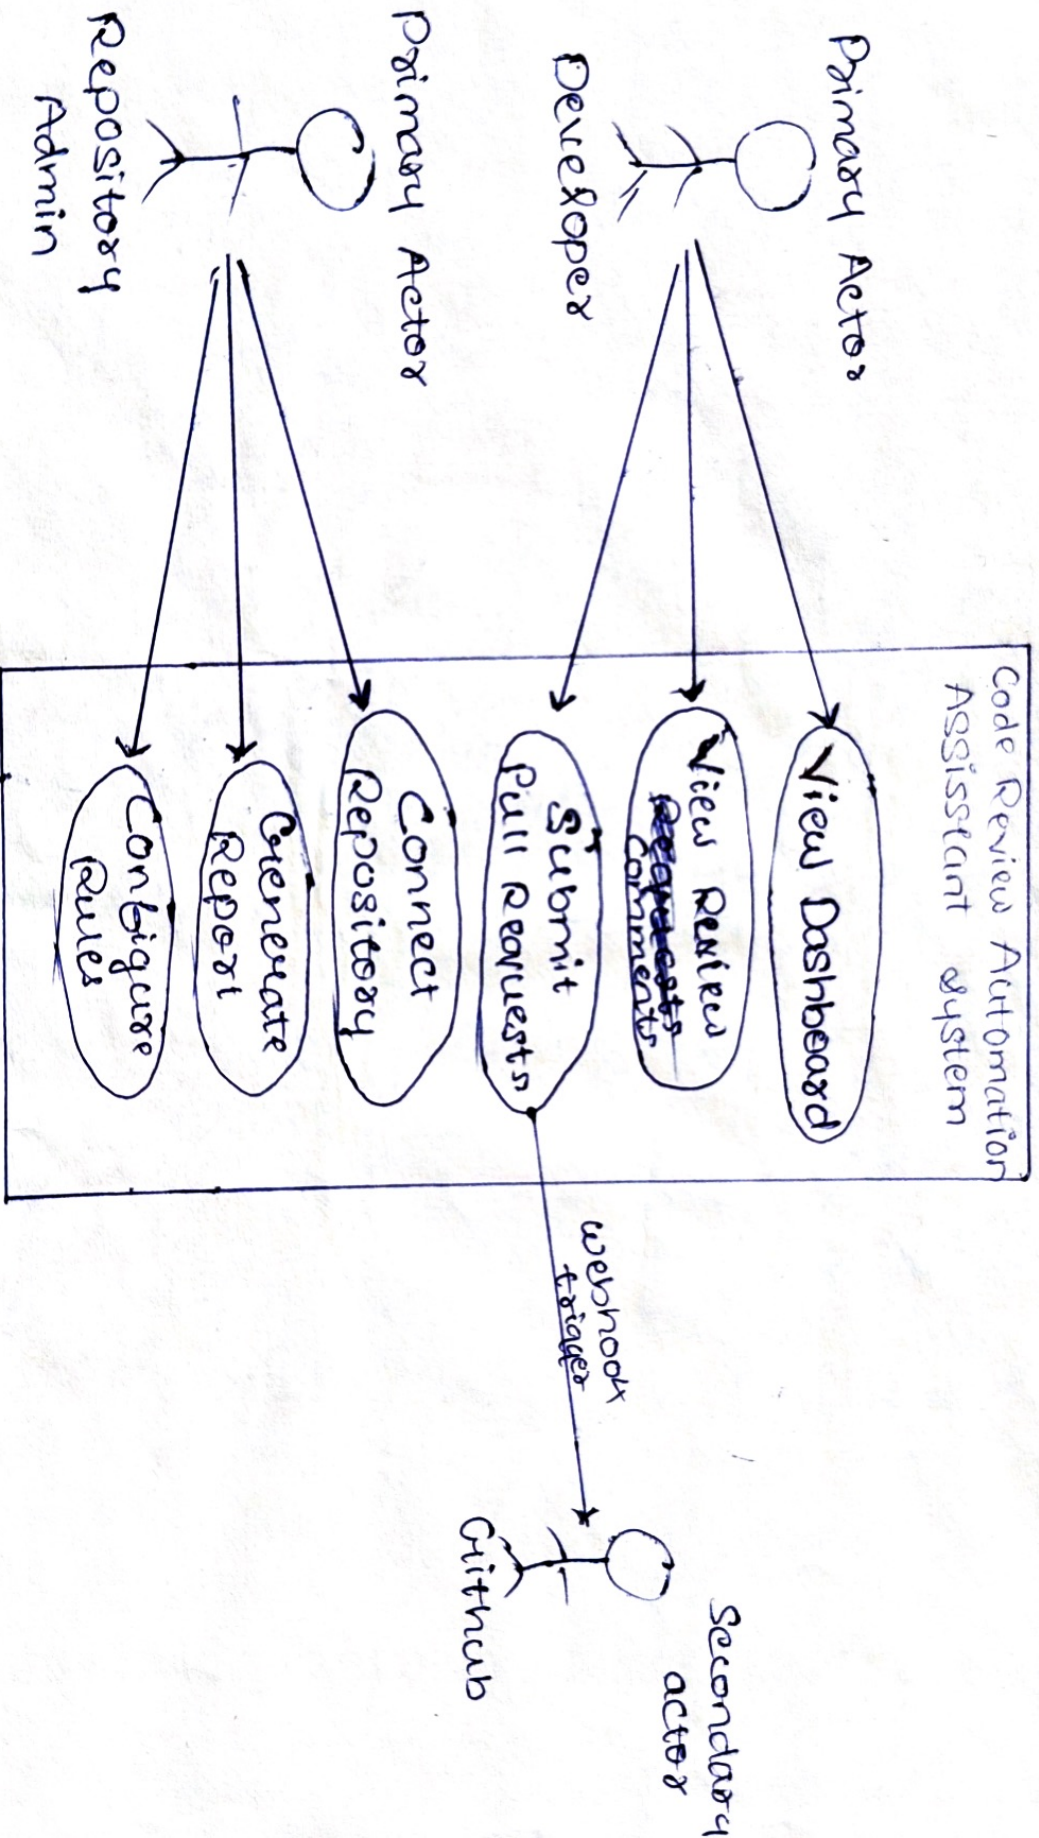 Code Review Automation
Assistant System
Primary Actor
Developer
Primary Actor
Repository
Admin
View Dashboard
View Review
Comments
Submit
Pull Requests
Connect
Repository
Generate
Report
Configure
Rules
webhook
trigger
Secondary
actor
Github